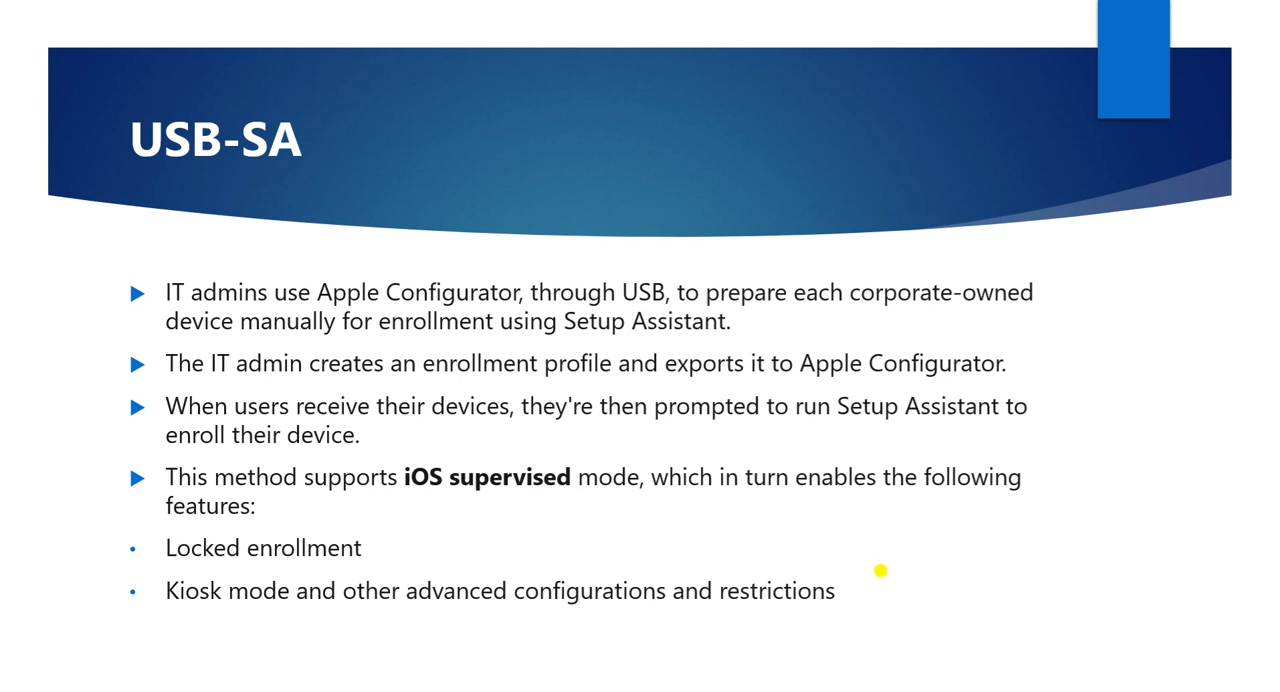 USB-SA
IT admins use Apple Configurator, through USB, to prepare each corporate-owned
device manually for enrollment using Setup Assistant.
The IT admin creates an enrollment profile and exports it to Apple Configurator.
When users receive their devices, they're then prompted to run Setup Assistant to
enroll their device.
This method supports iOS supervised mode, which in turn enables the following
features:
Locked enrollment
Kiosk mode and other advanced configurations and restrictions